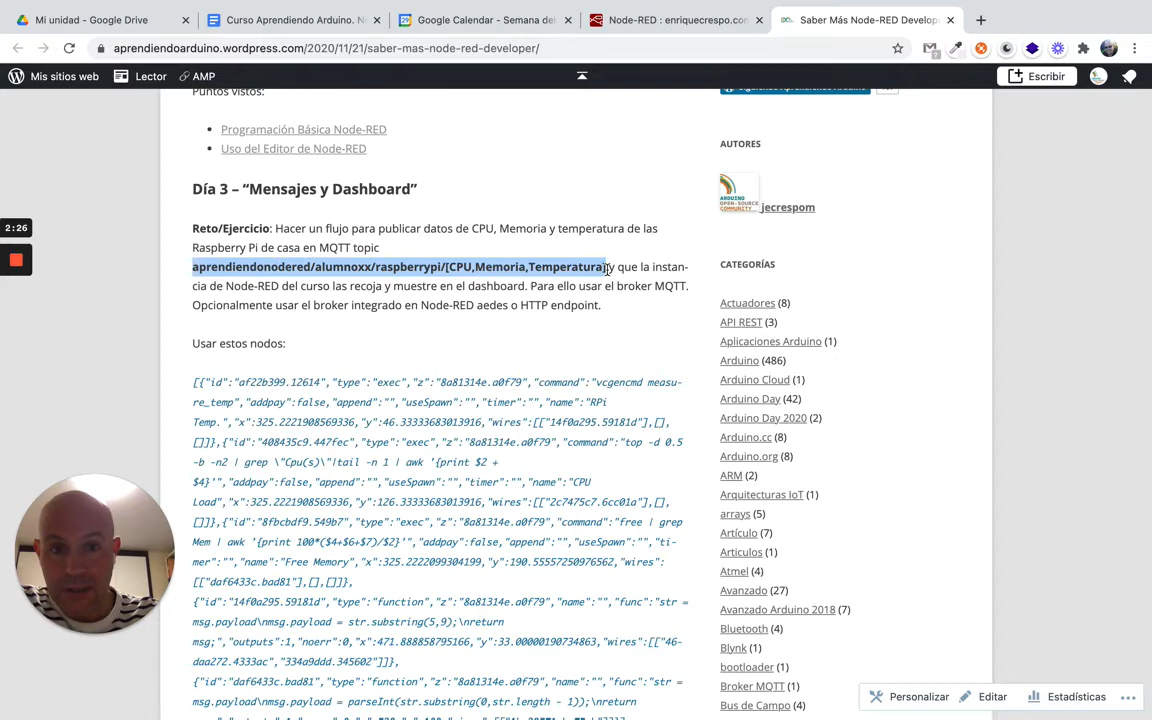 Mi unidad - Google Drive
Curso Aprendiendo Arduino. N
Google Calendar - Semana de
Node-RED : enriquecrespo.con
Saber Más Node-RED Develope
aprendiendoarduino.wordpress.com/2020/11/21/saber-mas-node-red-developer/
Mis sitios web
Lector
AMP
Escribir
Puntos vistos:
Programación Básica Node-RED
Uso del Editor de Node-RED
Día 3 – “Mensajes y Dashboard”
Reto/Ejercicio: Hacer un flujo para publicar datos de CPU, Memoria y temperatura de las
Raspberry Pi de casa en MQTT topic
aprendiendonodered/alumnoxx/raspberrypi/[CPU,Memoria,Temperatura] y que la instan-
cia de Node-RED del curso las recoja y muestre en el dashboard. Para ello usar el broker MQTT.
Opcionalmente usar el broker integrado en Node-RED aedes o HTTP endpoint.
Usar estos nodos:
[{"id":"af22b399.12614","type":"exec","z":"8a81314e.a0f79","command":"vcgencmd measu-
re_temp","addpay":false,"append":"","useSpawn":"","timer":"","name":"RPi
Temp.","x":325.2221908569336,"y":46.33333683013916,"wires":[["14f0a295.59181d"],[],
[]]},{"id":"408435c9.447fec","type":"exec","z":"8a81314e.a0f79","command":"top -d 0.5
-b -n2 | grep \"Cpu(s)\"|tail -n 1 | awk '{print $2 +
$4}'","addpay":false,"append":"","useSpawn":"","timer":"","name":"CPU
Load","x":325.2221908569336,"y":126.33333683013916,"wires":[["2c7475c7.6cc01a"],[],
[]]},{"id":"8fbcbdf9.549b7","type":"exec","z":"8a81314e.a0f79","command":"free | grep
Mem | awk '{print 100*($4+$6+$7)/$2}'","addpay":false,"append":"","useSpawn":"","ti-
mer":"","name":"Free Memory","x":325.2222099304199,"y":190.55557250976562,"wires":
[["daf6433c.bad81"],[],[]]},
{"id":"14f0a295.59181d","type":"function","z":"8a81314e.a0f79","name":"","func":"str =
msg.payload\nmsg.payload = str.substring(5,9);\nreturn
msg;","outputs":1,"noerr":0,"x":471.888858795166,"y":33.00000190734863,"wires":[["46-
daa272.4333ac","334a9ddd.345602"]]},
{"id":"daf6433c.bad81","type":"function","z":"8a81314e.a0f79","name":"","func":"str =
msg.payload\nmsg.payload = parseInt(str.substring(0,str.length - 1));\nreturn
AUTORES
ARDUINO
OPEN-SOURCE
COMMUNITY
jecrespom
CATEGORÍAS
Actuadores (8)
API REST (3)
Aplicaciones Arduino (1)
Arduino (486)
Arduino Cloud (1)
Arduino Day (42)
Arduino Day 2020 (2)
Arduino.cc (8)
Arduino.org (8)
ARM (2)
Arquitecturas IoT (1)
arrays (5)
Artículo (7)
Articulos (1)
Atmel (4)
Avanzado (27)
Avanzado Arduino 2018 (7)
Bluetooth (4)
Blynk (1)
bootloader (1)
Broker MQTT (1)
Bus de Campo (4)
2:26
Personalizar
Editar
Estadísticas